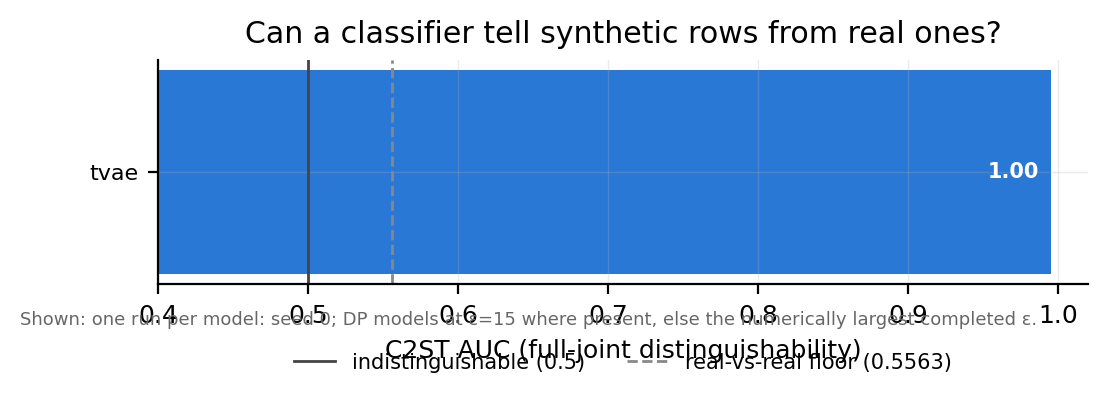 Can a classifier tell synthetic rows from real ones?
tvae
1.00
0.4 0.5 0.6 0.7 0.8 0.9 1.0
Shown: one run per model: seed 0; DP models at ε=15 where present, else the numerically largest completed ε.
C2ST AUC (full-joint distinguishability)
indistinguishable (0.5) real-vs-real floor (0.5563)